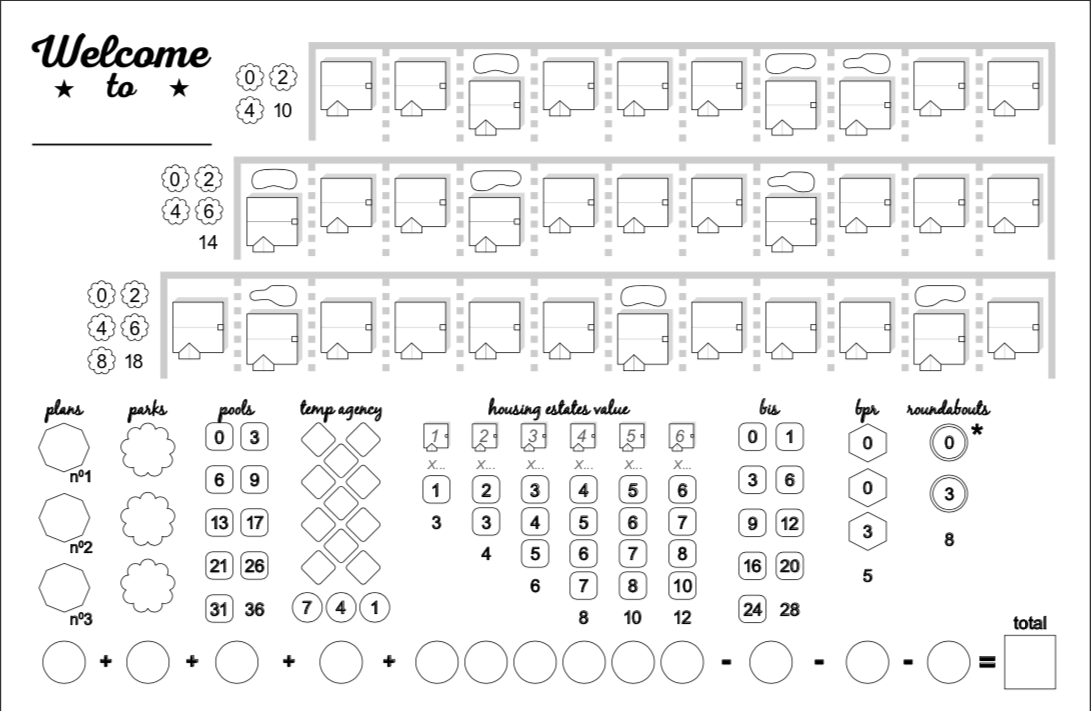 Welcome
★ to ★
0 2
4 10
0 2
4 6
14
0 2
4 6
8 18
plans parks pools temp agency housing estates value bis bpr roundabouts
1 2 3 4 5 6
x... x... x... x... x... x...
nº1
nº2
nº3
0 3
6 9
13 17
21 26
31 36
7 4 1
1 2 3 4 5 6
3 3 4 5 6 7
4 5 6 7 8
6 7 8 10
8 10 12
0 1
3 6
9 12
16 20
24 28
0
0
3
5
0 *
3
8
total
+ + + + - - - =